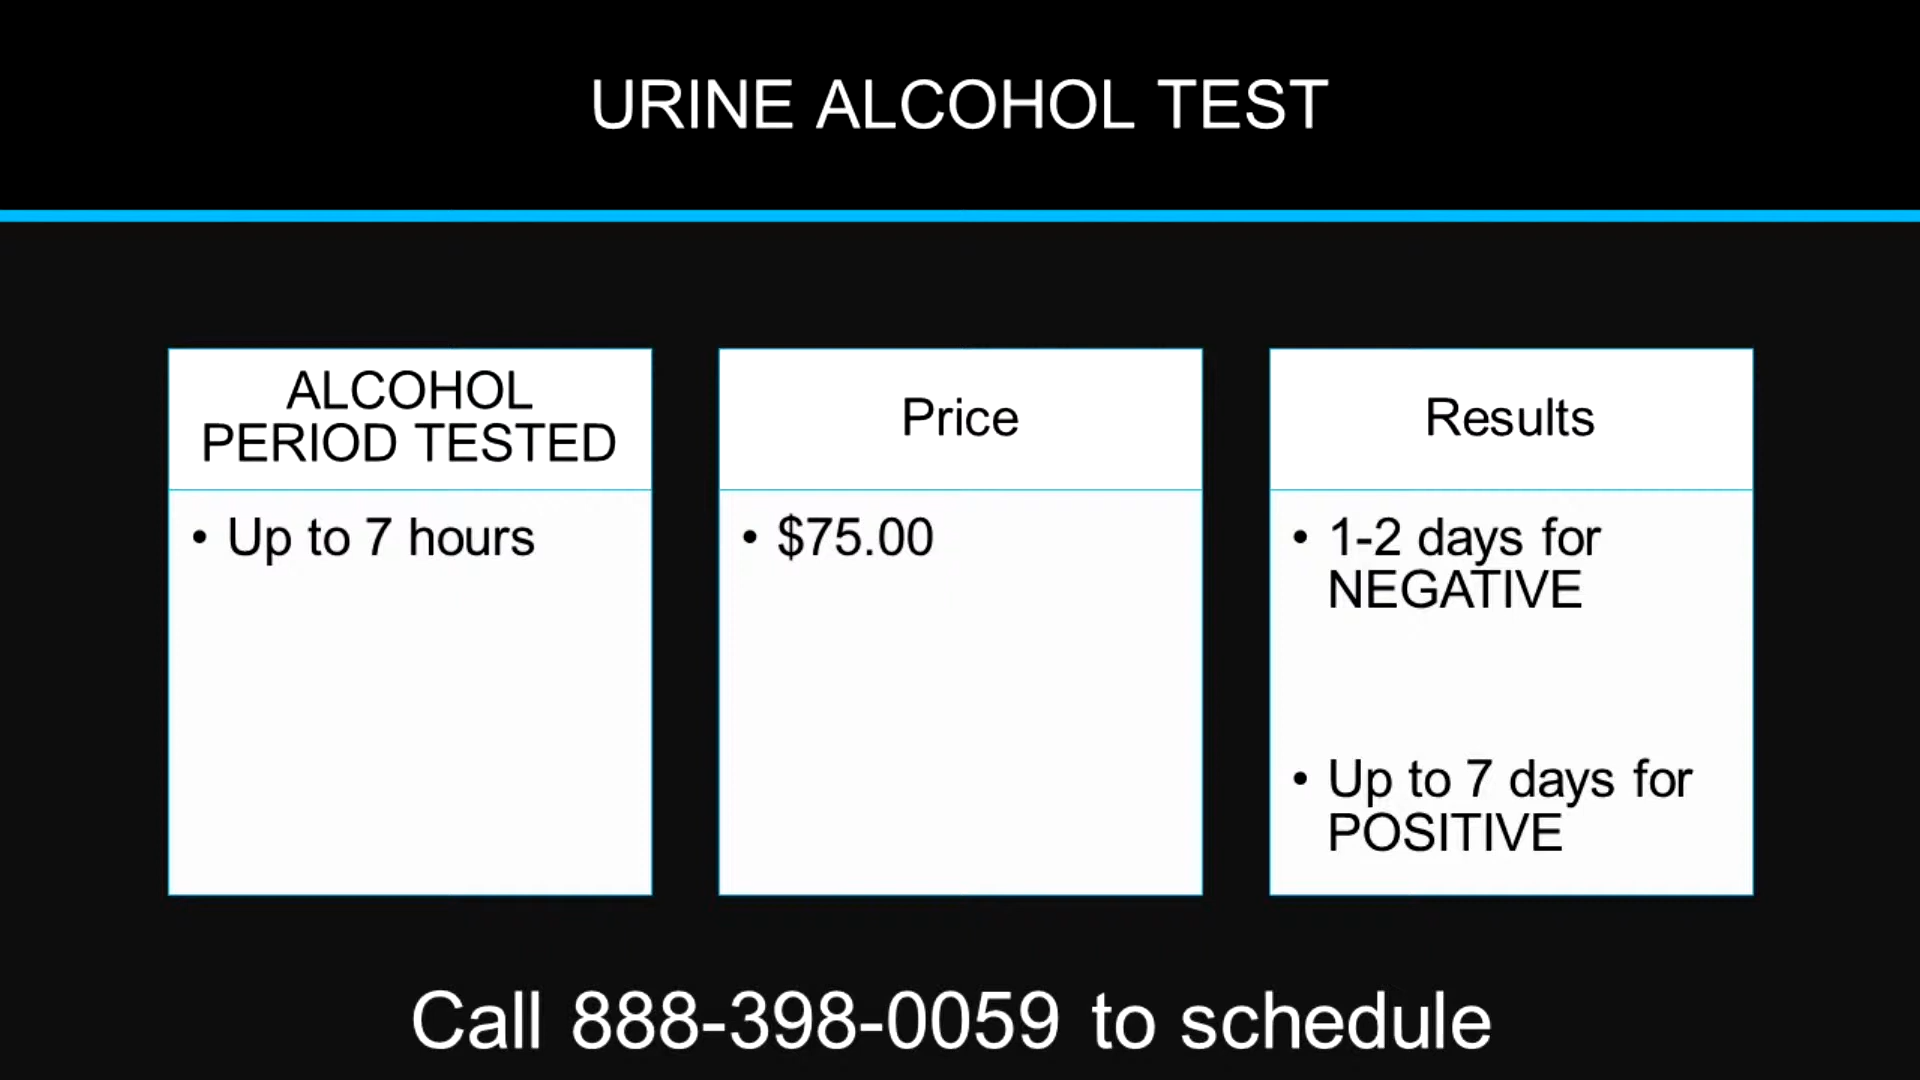 URINE ALCOHOL TEST
ALCOHOL
PERIOD TESTED
• Up to 7 hours
Price
• $75.00
Results
• 1-2 days for
NEGATIVE
• Up to 7 days for
POSITIVE
Call 888-398-0059 to schedule